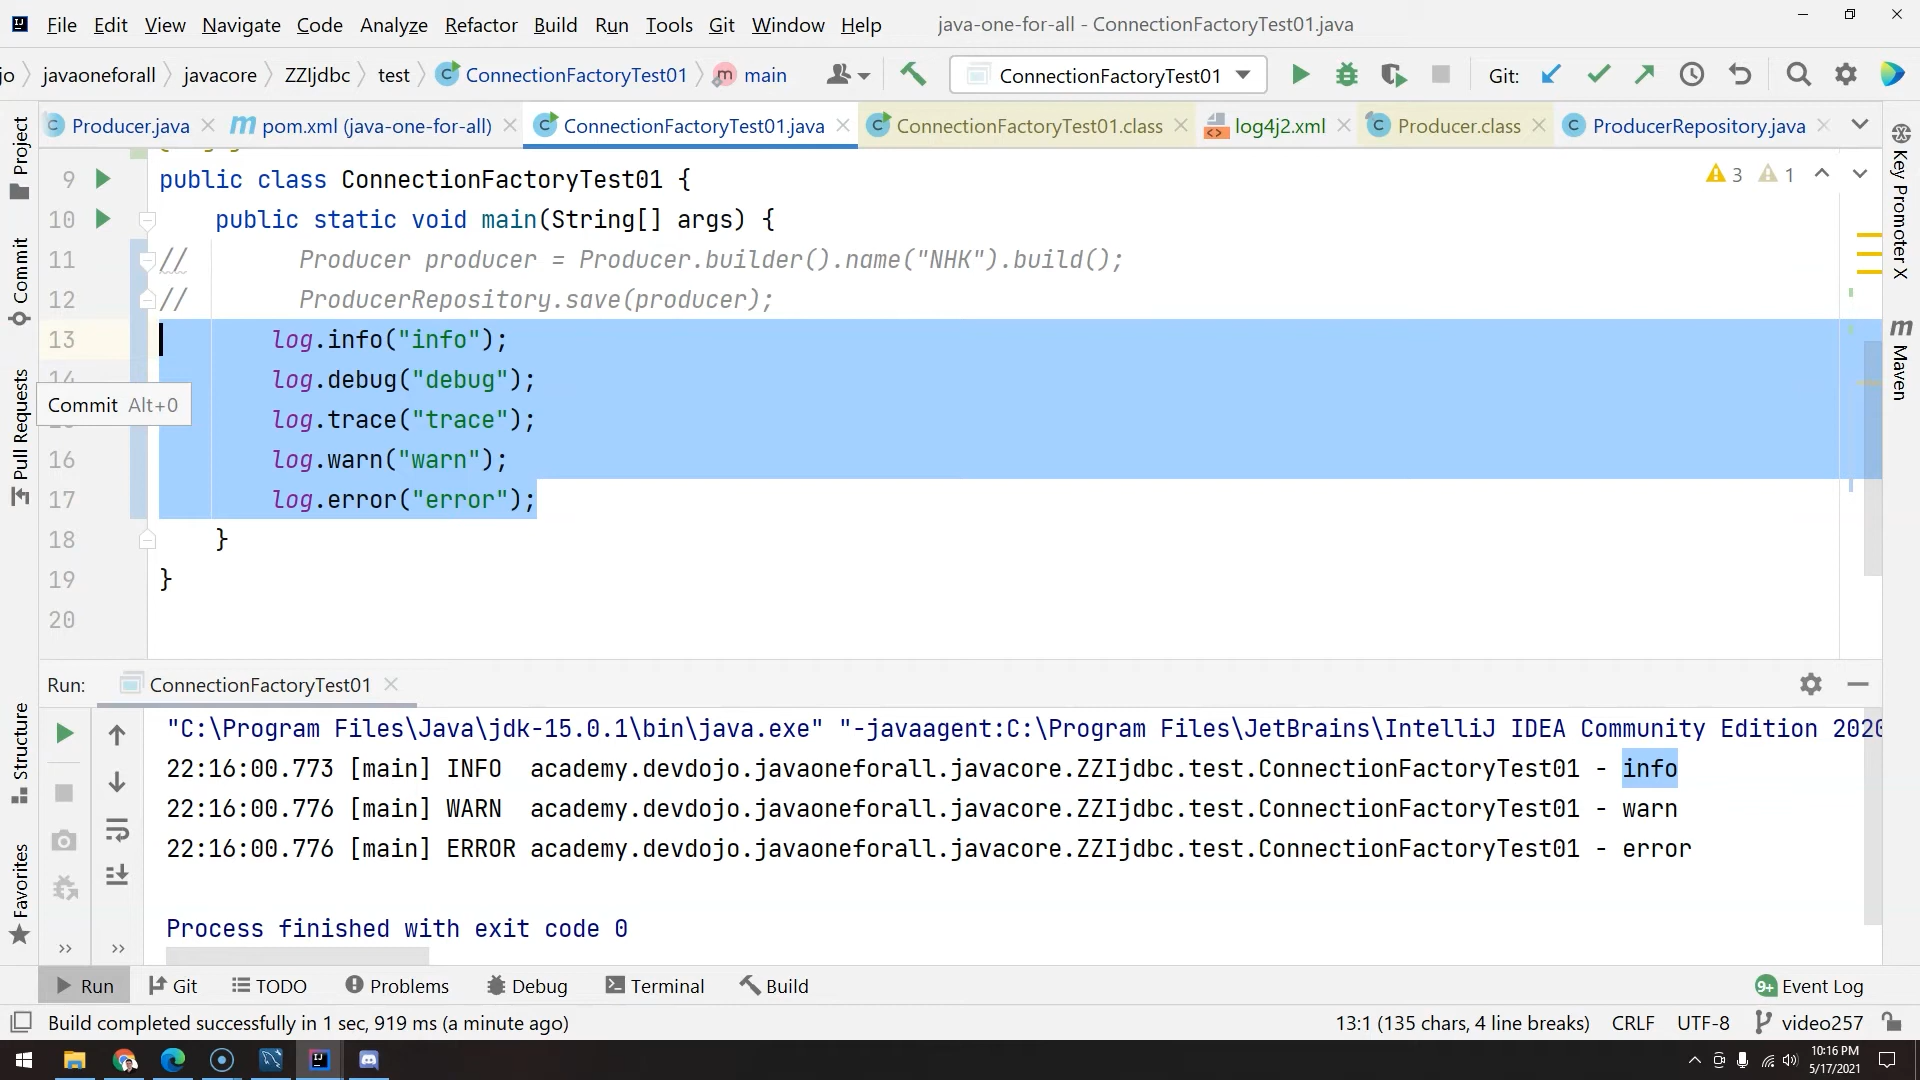 File Edit View Navigate Code Analyze Refactor Build Run Tools Git Window Help java-one-for-all - ConnectionFactoryTest01.java
jo javaoneforall javacore ZZIjdbc test ConnectionFactoryTest01 main ConnectionFactoryTest01 Git:
Producer.java pom.xml (java-one-for-all) ConnectionFactoryTest01.java ConnectionFactoryTest01.class log4j2.xml Producer.class ProducerRepository.java
9 public class ConnectionFactoryTest01 {
3 1
10 public static void main(String[] args) {
11 // Producer producer = Producer.builder().name("NHK").build();
12 // ProducerRepository.save(producer);
13 log.info("info");
14 log.debug("debug");
Commit Alt+0
log.trace("trace");
16 log.warn("warn");
17 log.error("error");
18 }
19 }
20
Project
Commit
Pull Requests
Structure
Favorites
Key Promoter X
Maven
Run: ConnectionFactoryTest01
"C:\Program Files\Java\jdk-15.0.1\bin\java.exe" "-javaagent:C:\Program Files\JetBrains\IntelliJ IDEA Community Edition 2020
22:16:00.773 [main] INFO academy.devdojo.javaoneforall.javacore.ZZIjdbc.test.ConnectionFactoryTest01 - info
22:16:00.776 [main] WARN academy.devdojo.javaoneforall.javacore.ZZIjdbc.test.ConnectionFactoryTest01 - warn
22:16:00.776 [main] ERROR academy.devdojo.javaoneforall.javacore.ZZIjdbc.test.ConnectionFactoryTest01 - error
Process finished with exit code 0
Run Git TODO Problems Debug Terminal Build 9+ Event Log
Build completed successfully in 1 sec, 919 ms (a minute ago) 13:1 (135 chars, 4 line breaks) CRLF UTF-8 video257
10:16 PM
5/17/2021